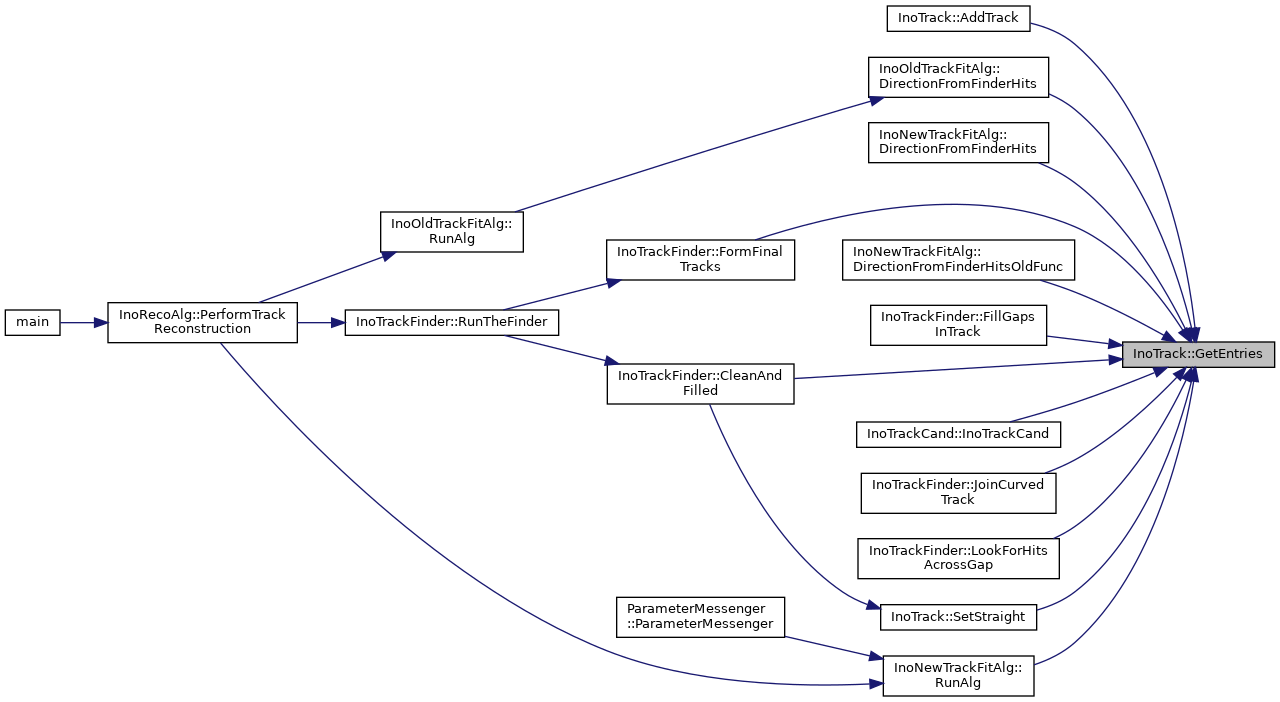 InoTrack::AddTrack
InoOldTrackFitAlg::
DirectionFromFinderHits
InoNewTrackFitAlg::
DirectionFromFinderHits
InoOldTrackFitAlg::
RunAlg
InoTrackFinder::FormFinal
Tracks
InoNewTrackFitAlg::
DirectionFromFinderHitsOldFunc
main
InoRecoAlg::PerformTrack
Reconstruction
InoTrackFinder::RunTheFinder
InoTrackFinder::FillGaps
InTrack
InoTrack::GetEntries
InoTrackFinder::CleanAnd
Filled
InoTrackCand::InoTrackCand
InoTrackFinder::JoinCurved
Track
InoTrackFinder::LookForHits
AcrossGap
InoTrack::SetStraight
ParameterMessenger
::ParameterMessenger
InoNewTrackFitAlg::
RunAlg